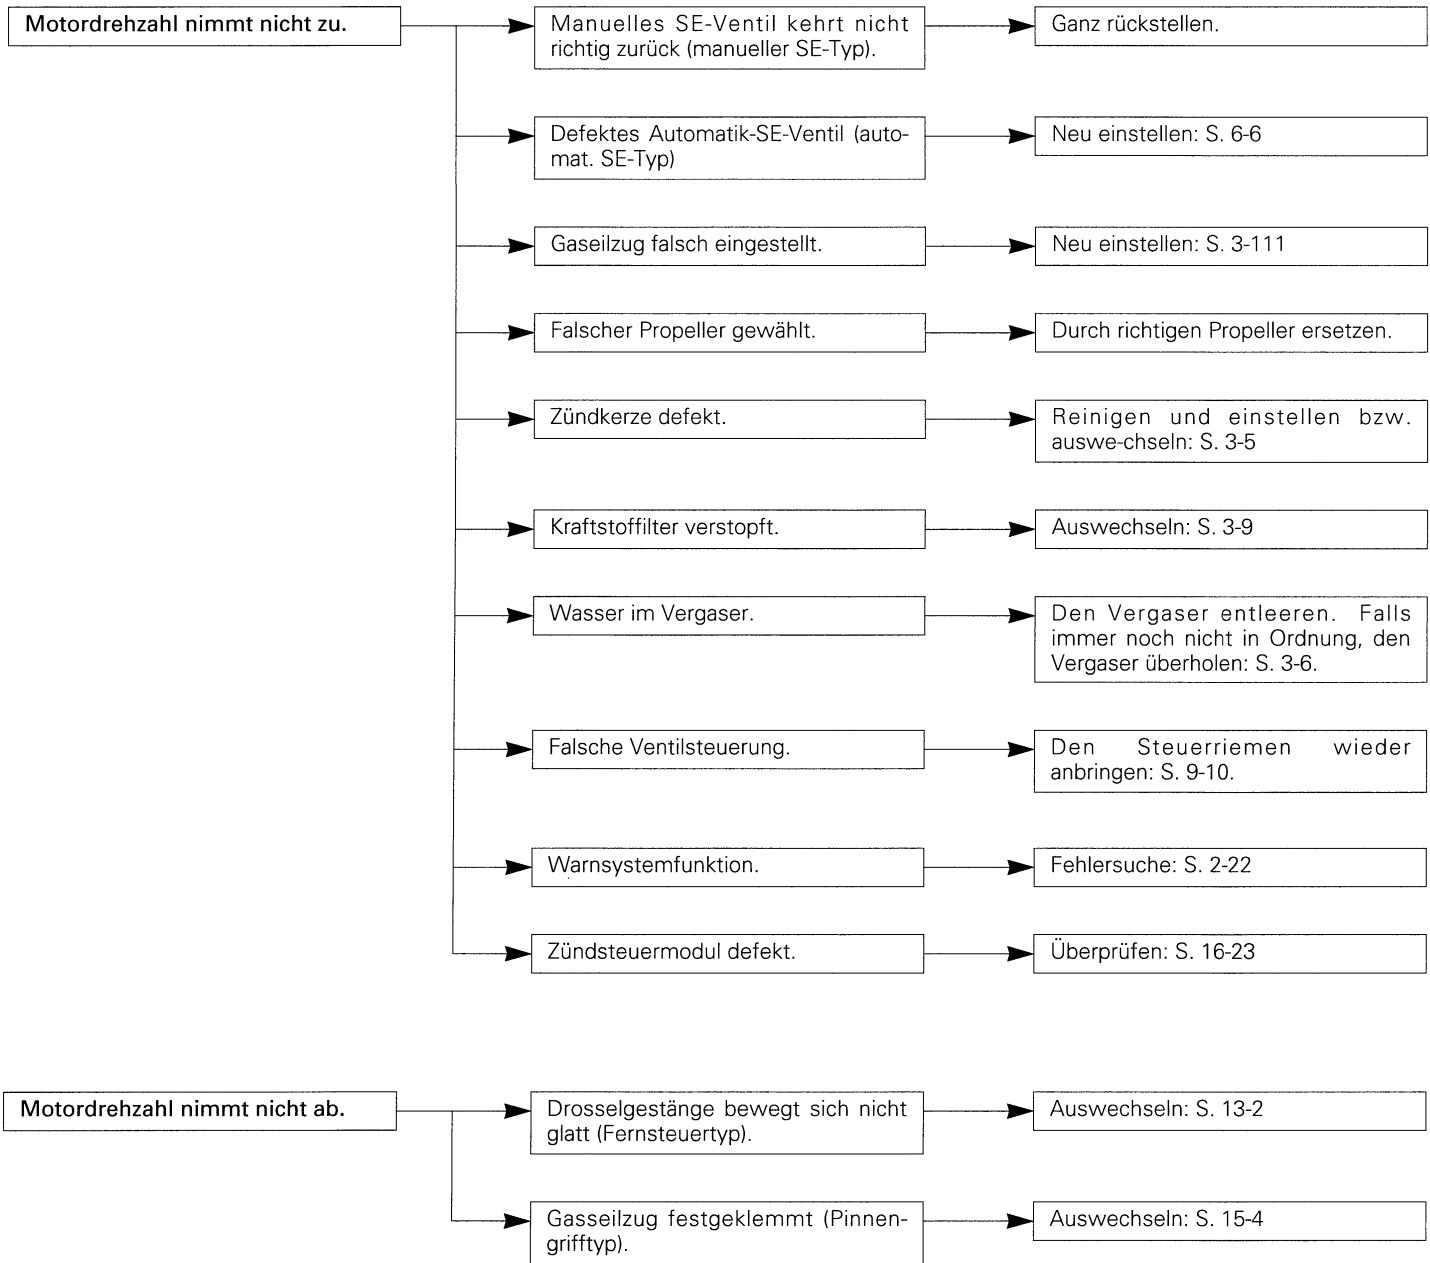 Motordrehzahl nimmt nicht zu.
Manuelles SE-Ventil kehrt nicht
richtig zurück (manueller SE-Typ).
Ganz rückstellen.
Defektes Automatik-SE-Ventil (auto-
mat. SE-Typ)
Neu einstellen: S. 6-6
Gaseilzug falsch eingestellt.
Neu einstellen: S. 3-111
Falscher Propeller gewählt.
Durch richtigen Propeller ersetzen.
Zündkerze defekt.
Reinigen und einstellen bzw.
auswe-chseln: S. 3-5
Kraftstoffilter verstopft.
Auswechseln: S. 3-9
Wasser im Vergaser.
Den Vergaser entleeren. Falls
immer noch nicht in Ordnung, den
Vergaser überholen: S. 3-6.
Falsche Ventilsteuerung.
Den Steuerriemen wieder
anbringen: S. 9-10.
Warnsystemfunktion.
Fehlersuche: S. 2-22
Zündsteuermodul defekt.
Überprüfen: S. 16-23
Motordrehzahl nimmt nicht ab.
Drosselgestänge bewegt sich nicht
glatt (Fernsteuertyp).
Auswechseln: S. 13-2
Gasseilzug festgeklemmt (Pinnen-
grifftyp).
Auswechseln: S. 15-4